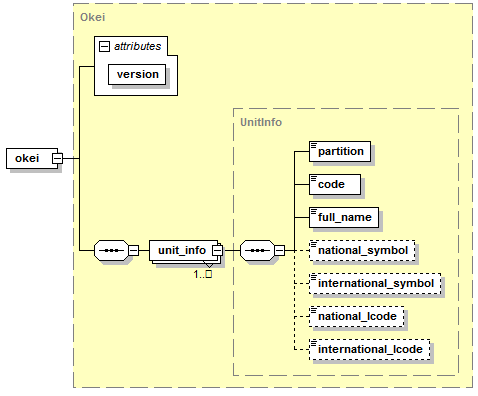 Okei
attributes
version
UnitInfo
okei
partition
code
full_name
unit_info
1..□
national_symbol
international_symbol
national_lcode
international_lcode